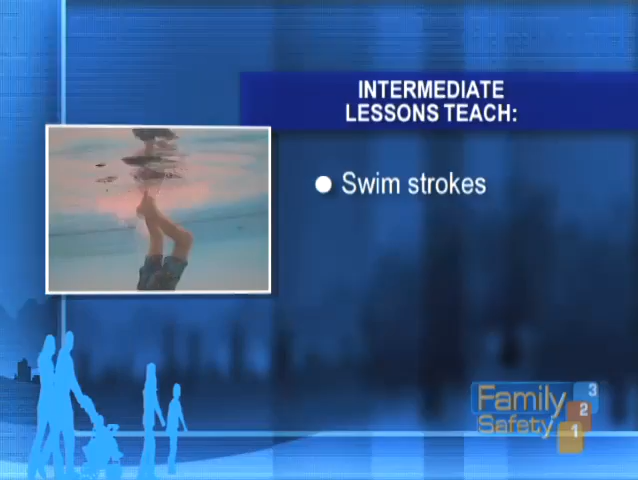 INTERMEDIATE
LESSONS TEACH:
Swim strokes
Family
Safety
3
2
1